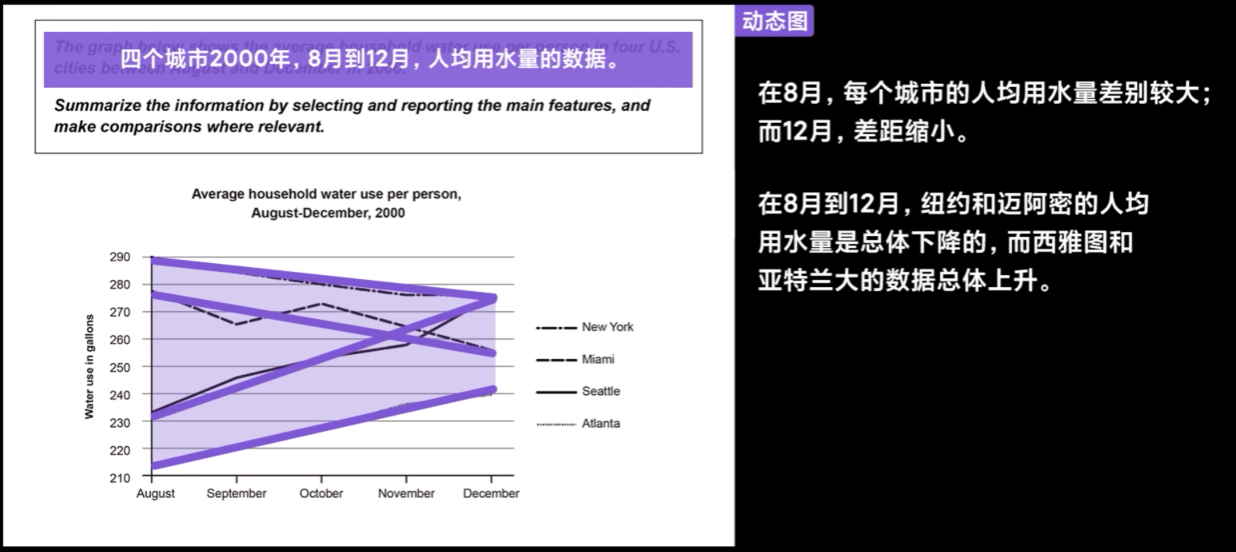 The graph below shows the average household water use per person in four U.S.
cities between August and December in 2000.
四个城市2000年，8月到12月，人均用水量的数据。
Summarize the information by selecting and reporting the main features, and
make comparisons where relevant.
Average household water use per person,
August-December, 2000
Water use in gallons
290
280
270
260
250
240
230
220
210
August September October November December
New York
Miami
Seattle
Atlanta
动态图
在8月，每个城市的人均用水量差别较大；
而12月，差距缩小。
在8月到12月，纽约和迈阿密的人均
用水量是总体下降的，而西雅图和
亚特兰大的数据总体上升。